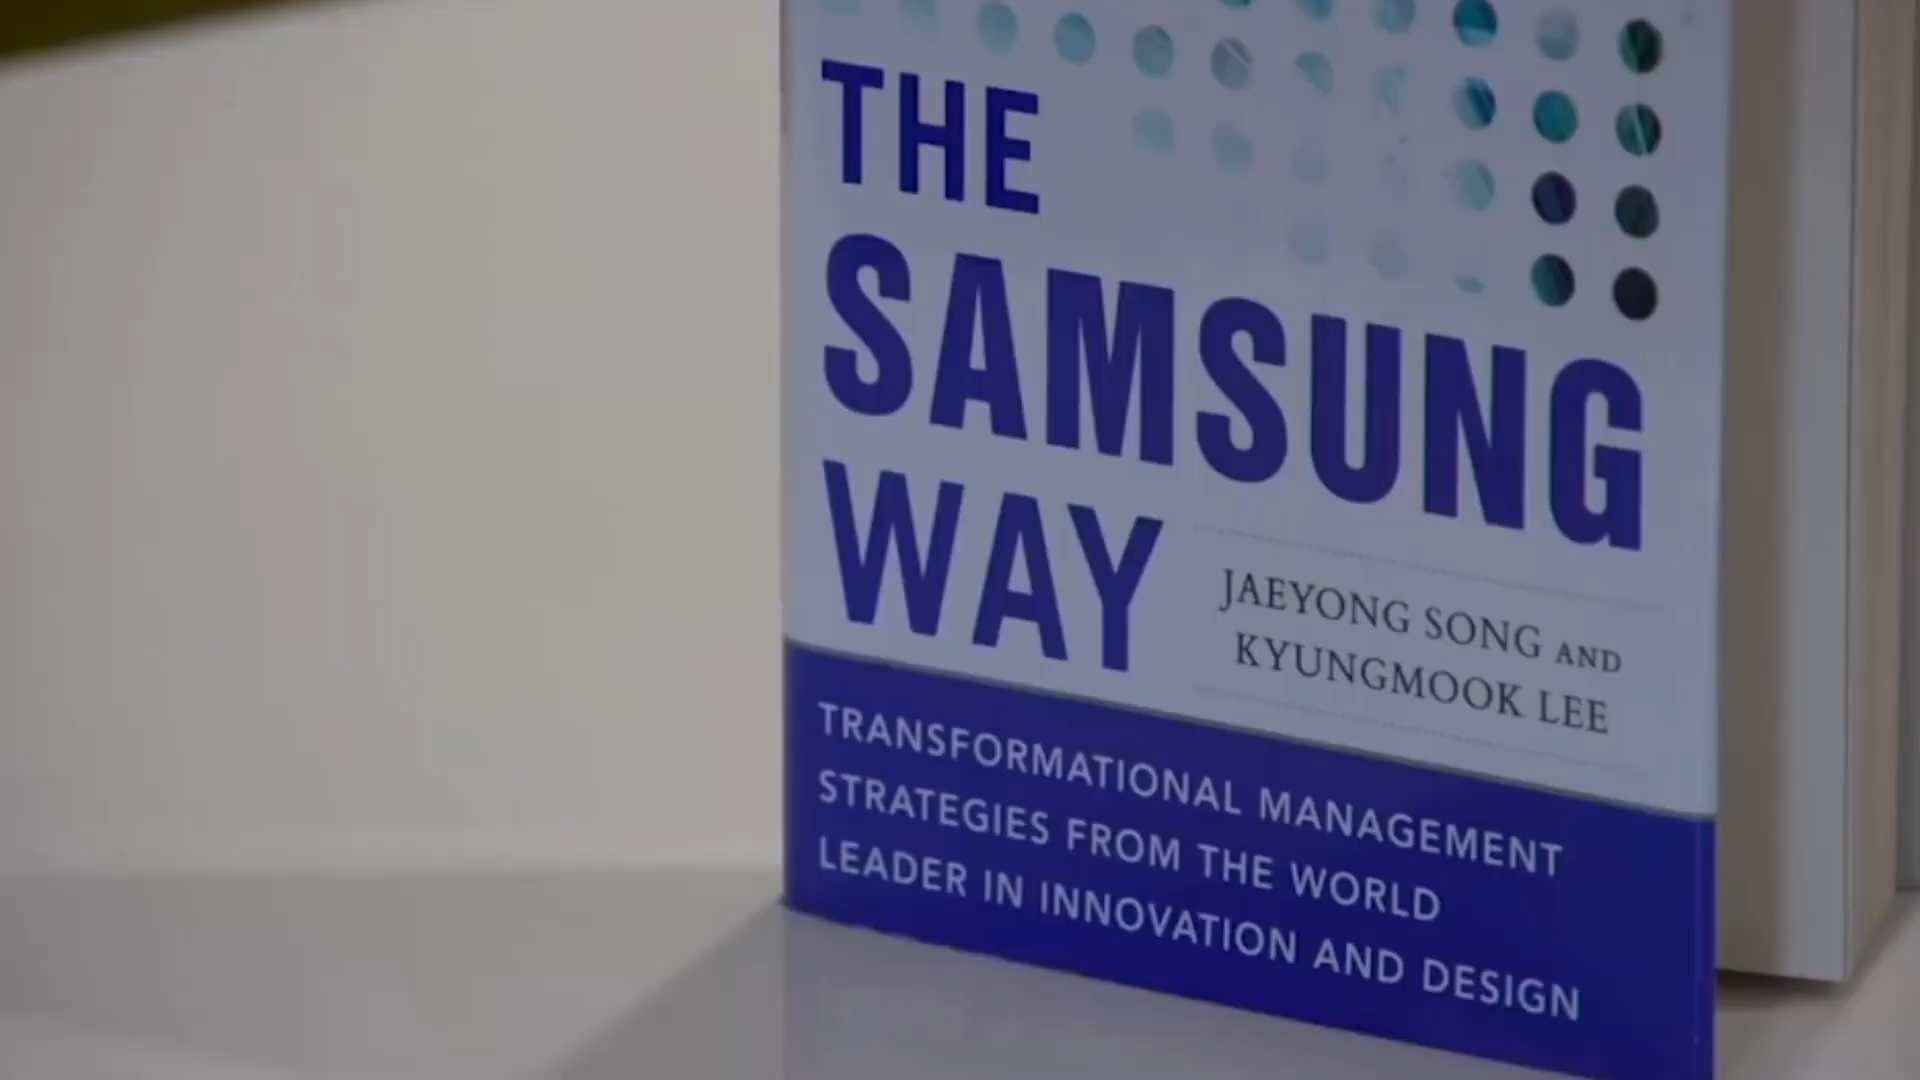 THE
SAMSUNG
WAY
JAEYONG SONG AND
KYUNGMOOK LEE
TRANSFORMATIONAL MANAGEMENT
STRATEGIES FROM THE WORLD
LEADER IN INNOVATION AND DESIGN